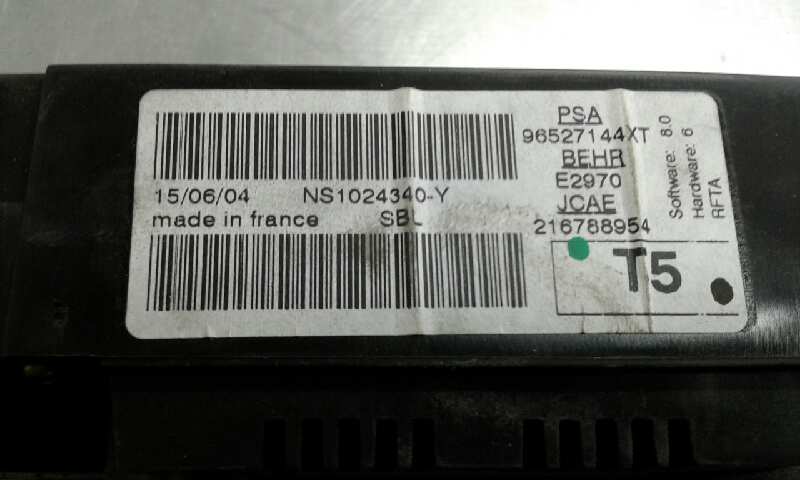 15/06/04 NS1024340-Y
made in france SBL
PSA
96527144XT
BEHR
E2970
JCAE
216788954
T5
Software: 8.0
Hardware: 6
RFTA